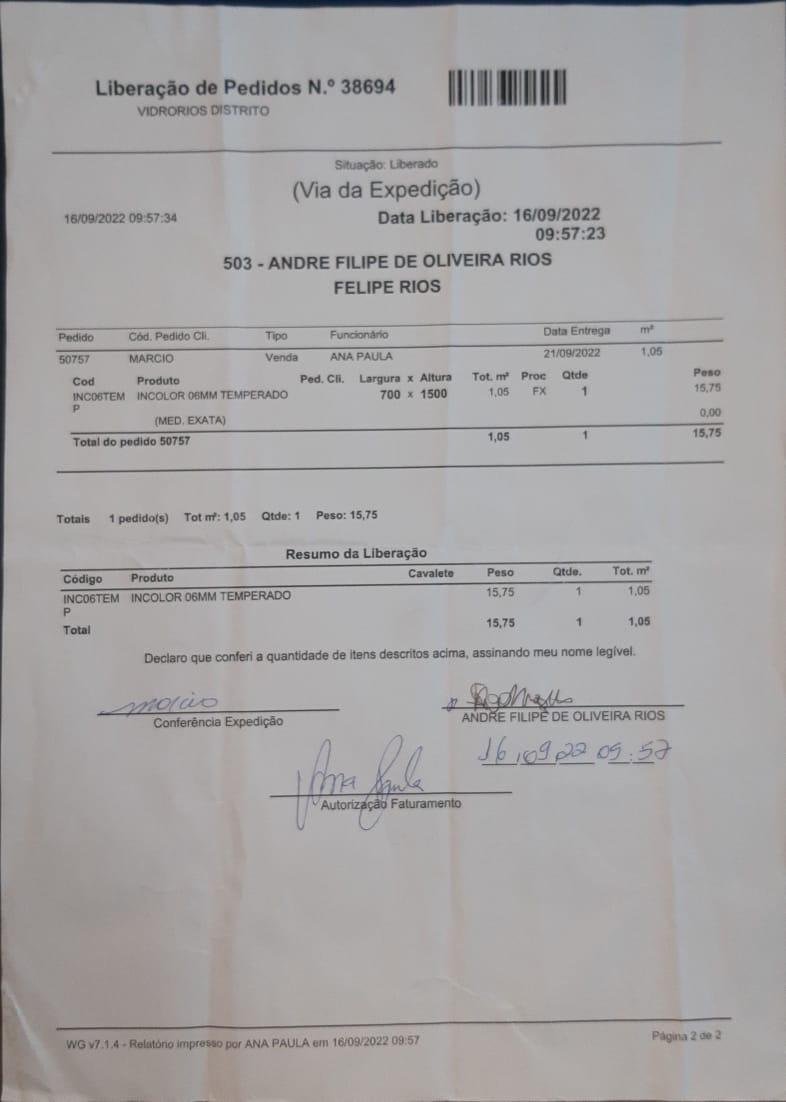 Liberação de Pedidos N.º 38694
VIDRORIOS DISTRITO
Situação: Liberado
(Via da Expedição)
16/09/2022 09:57:34
Data Liberação: 16/09/2022
09:57:23
503 - ANDRE FILIPE DE OLIVEIRA RIOS
FELIPE RIOS
Pedido Cód. Pedido Cli. Tipo Funcionário Data Entrega m²
50757 MARCIO Venda ANA PAULA 21/09/2022 1,05
Cod Produto Ped. Cli. Largura x Altura Tot. m² Proc Qtde Peso
INC06TEM INCOLOR 06MM TEMPERADO 700 x 1500 1,05 FX 1 15,75
P
(MED. EXATA) 0,00
Total do pedido 50757 1,05 1 15,75
Totais 1 pedido(s) Tot m²: 1,05 Qtde: 1 Peso: 15,75
Resumo da Liberação
Código Produto Cavalete Peso Qtde. Tot. m²
INC06TEM INCOLOR 06MM TEMPERADO 15,75 1 1,05
P
Total 15,75 1 1,05
Declaro que conferi a quantidade de itens descritos acima, assinando meu nome legível.
marcio
Conferência Expedição
ANDRE FILIPE DE OLIVEIRA RIOS
16 09 22 09:57
Ana Paula
Autorização Faturamento
WG v7.1.4 - Relatório impresso por ANA PAULA em 16/09/2022 09:57
Página 2 de 2